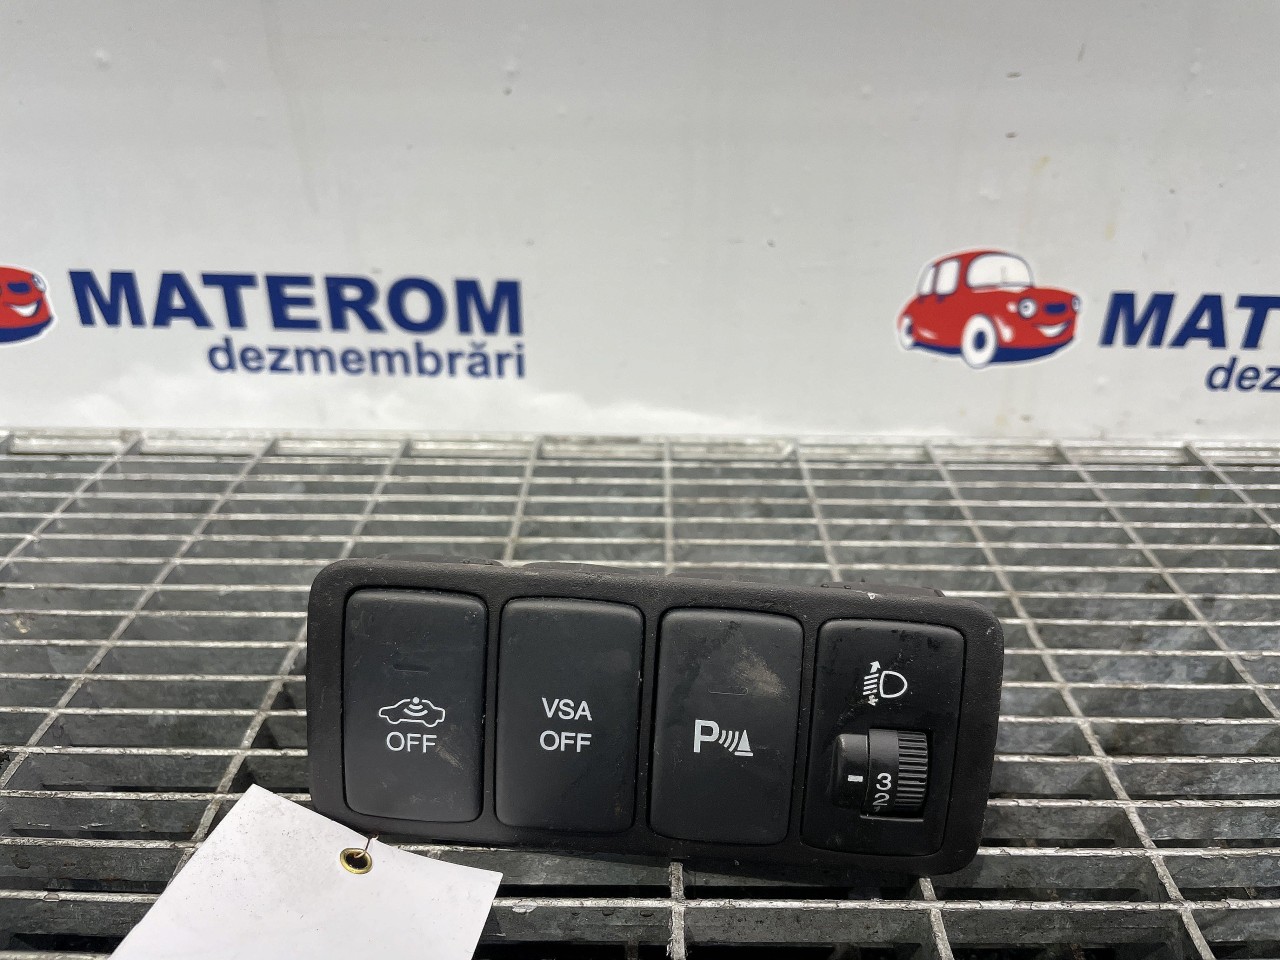 MATEROM
dezmembrări
MAT
dez
OFF
VSA
OFF
P
3
2